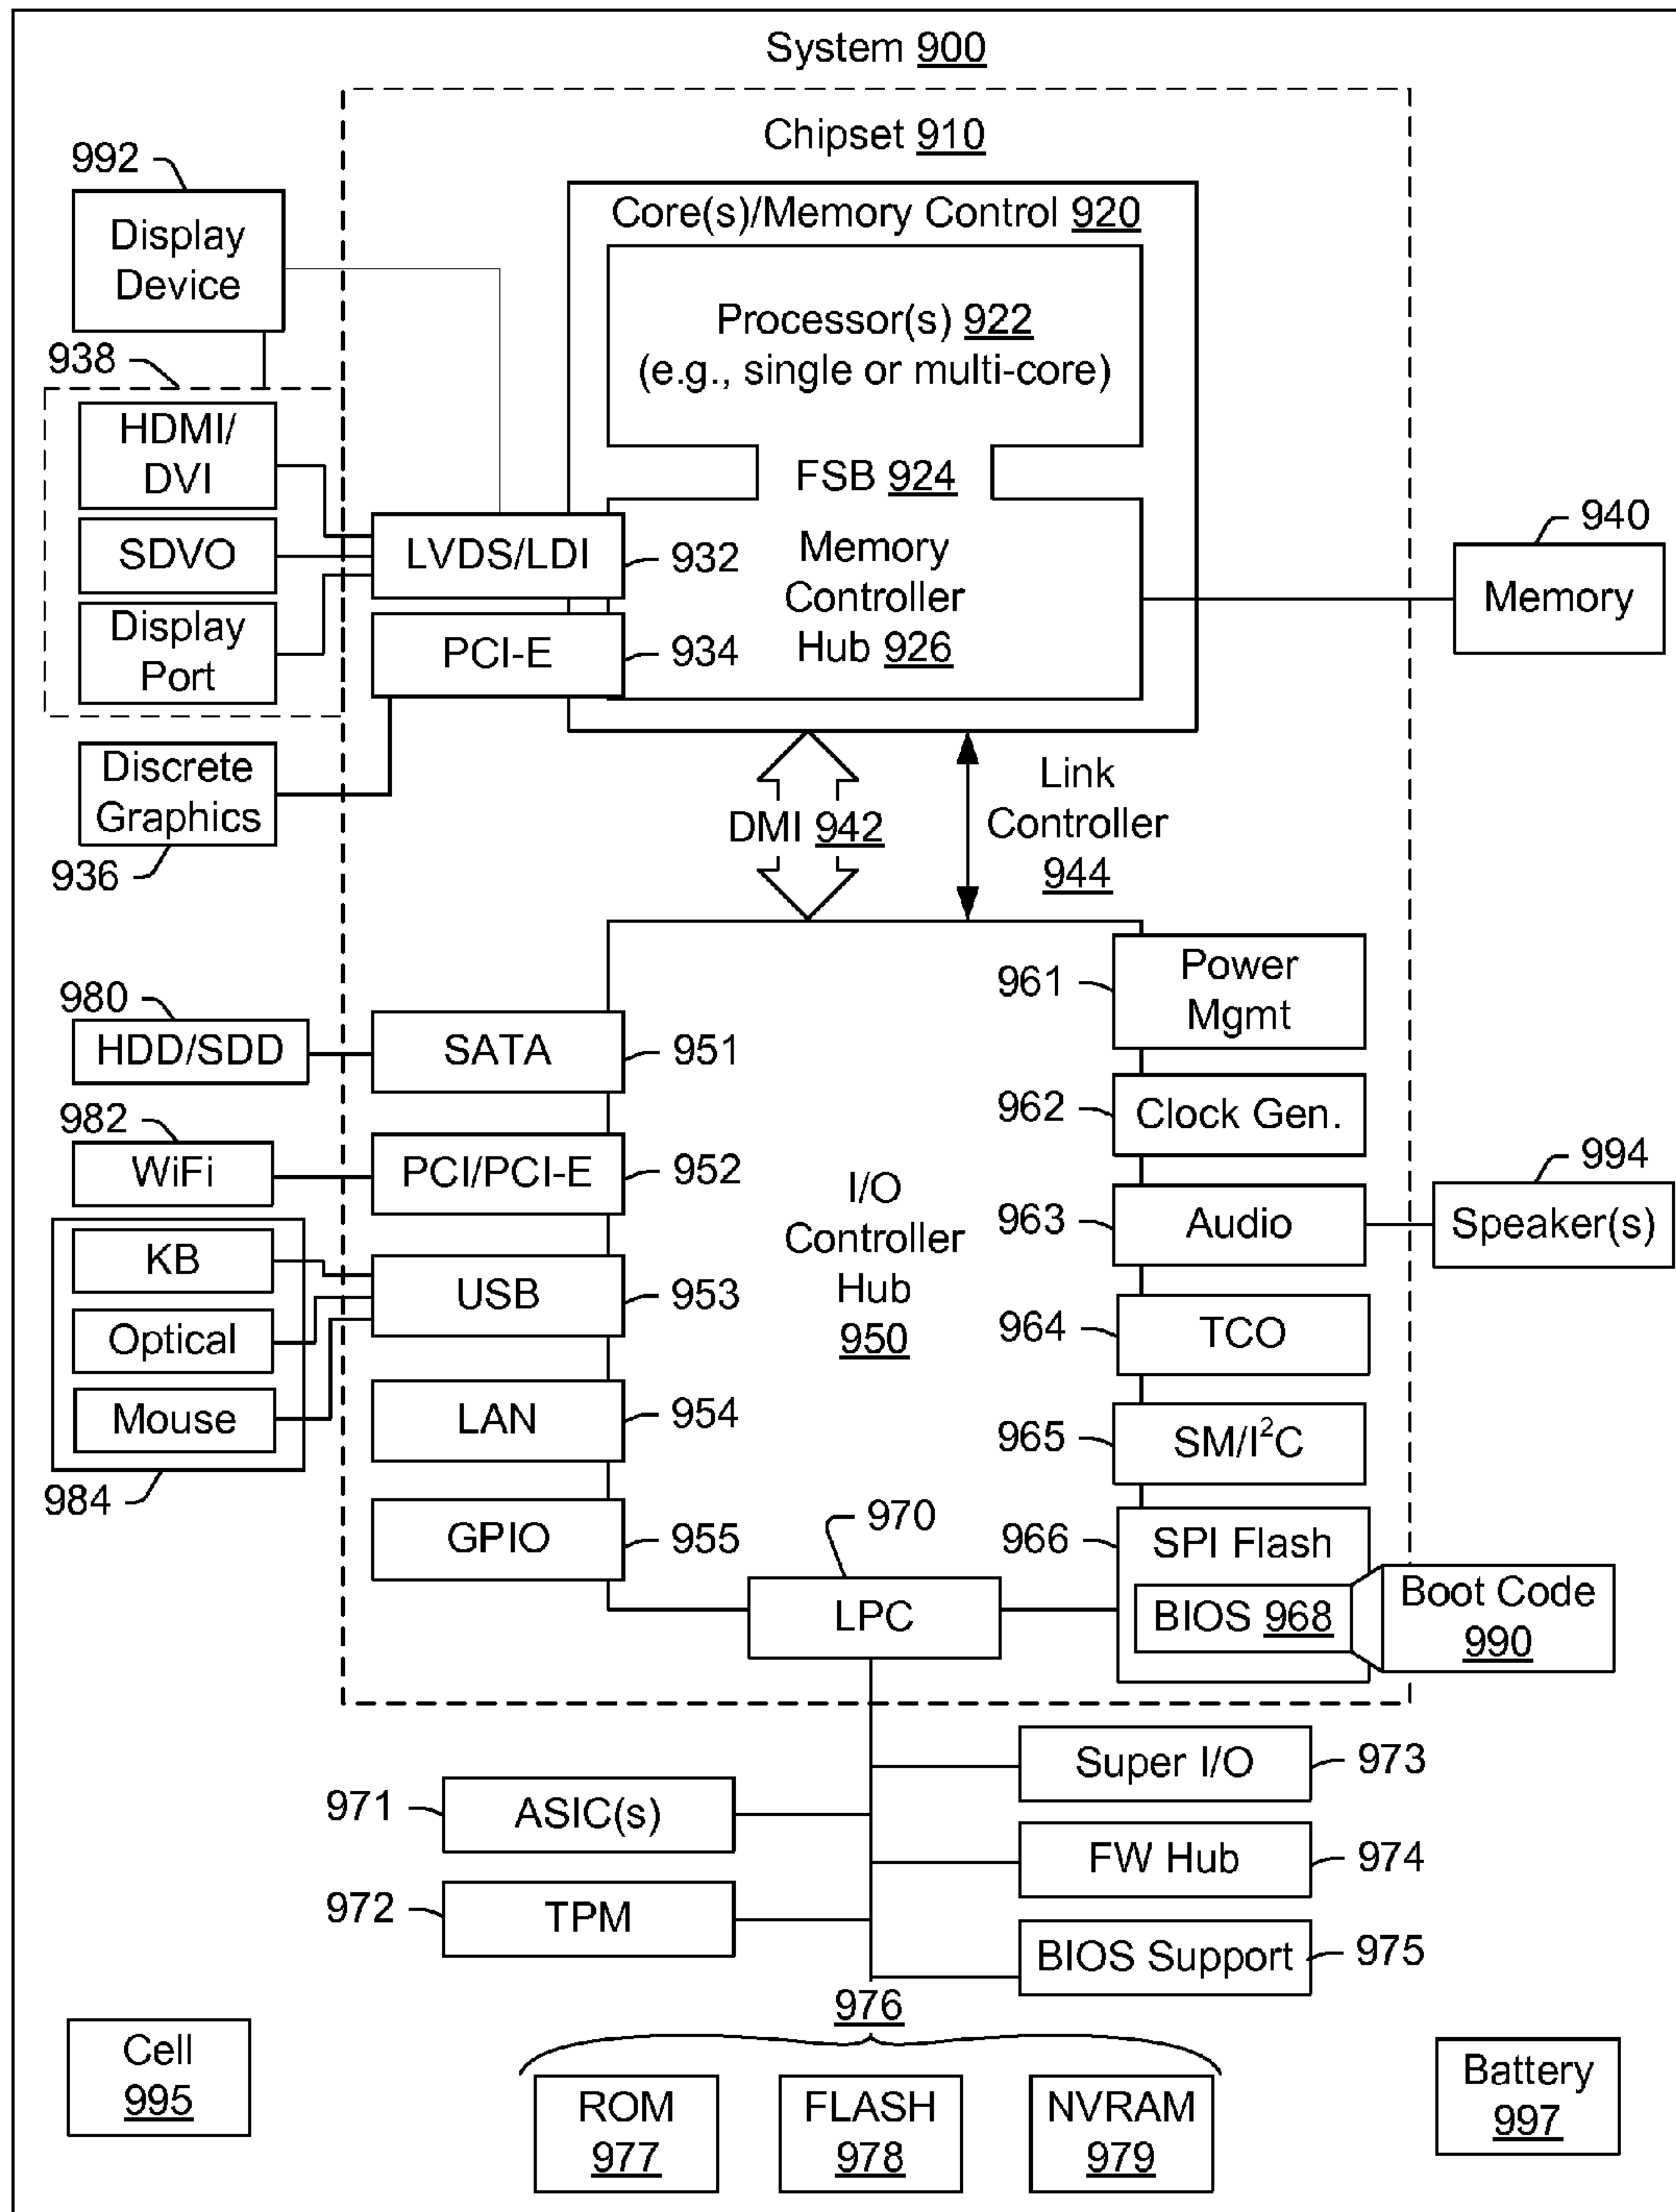 System 900
Chipset 910
992
Display
Device
Core(s)/Memory Control 920
Processor(s) 922
(e.g., single or multi-core)
938
HDMI/
DVI
SDVO
Display
Port
FSB 924
LVDS/LDI
932
PCI-E
934
Memory
Controller
Hub 926
940
Memory
Discrete
Graphics
936
DMI 942
Link
Controller
944
980
HDD/SDD
SATA
951
982
WiFi
PCI/PCI-E
952
KB
Optical
Mouse
984
USB
953
LAN
954
GPIO
955
I/O
Controller
Hub
950
961
Power
Mgmt
962
Clock Gen.
963
Audio
994
Speaker(s)
964
TCO
965
SM/I²C
966
SPI Flash
BIOS 968
Boot Code
990
970
LPC
971
ASIC(s)
972
TPM
Super I/O
973
FW Hub
974
BIOS Support
975
976
Cell
995
ROM
977
FLASH
978
NVRAM
979
Battery
997